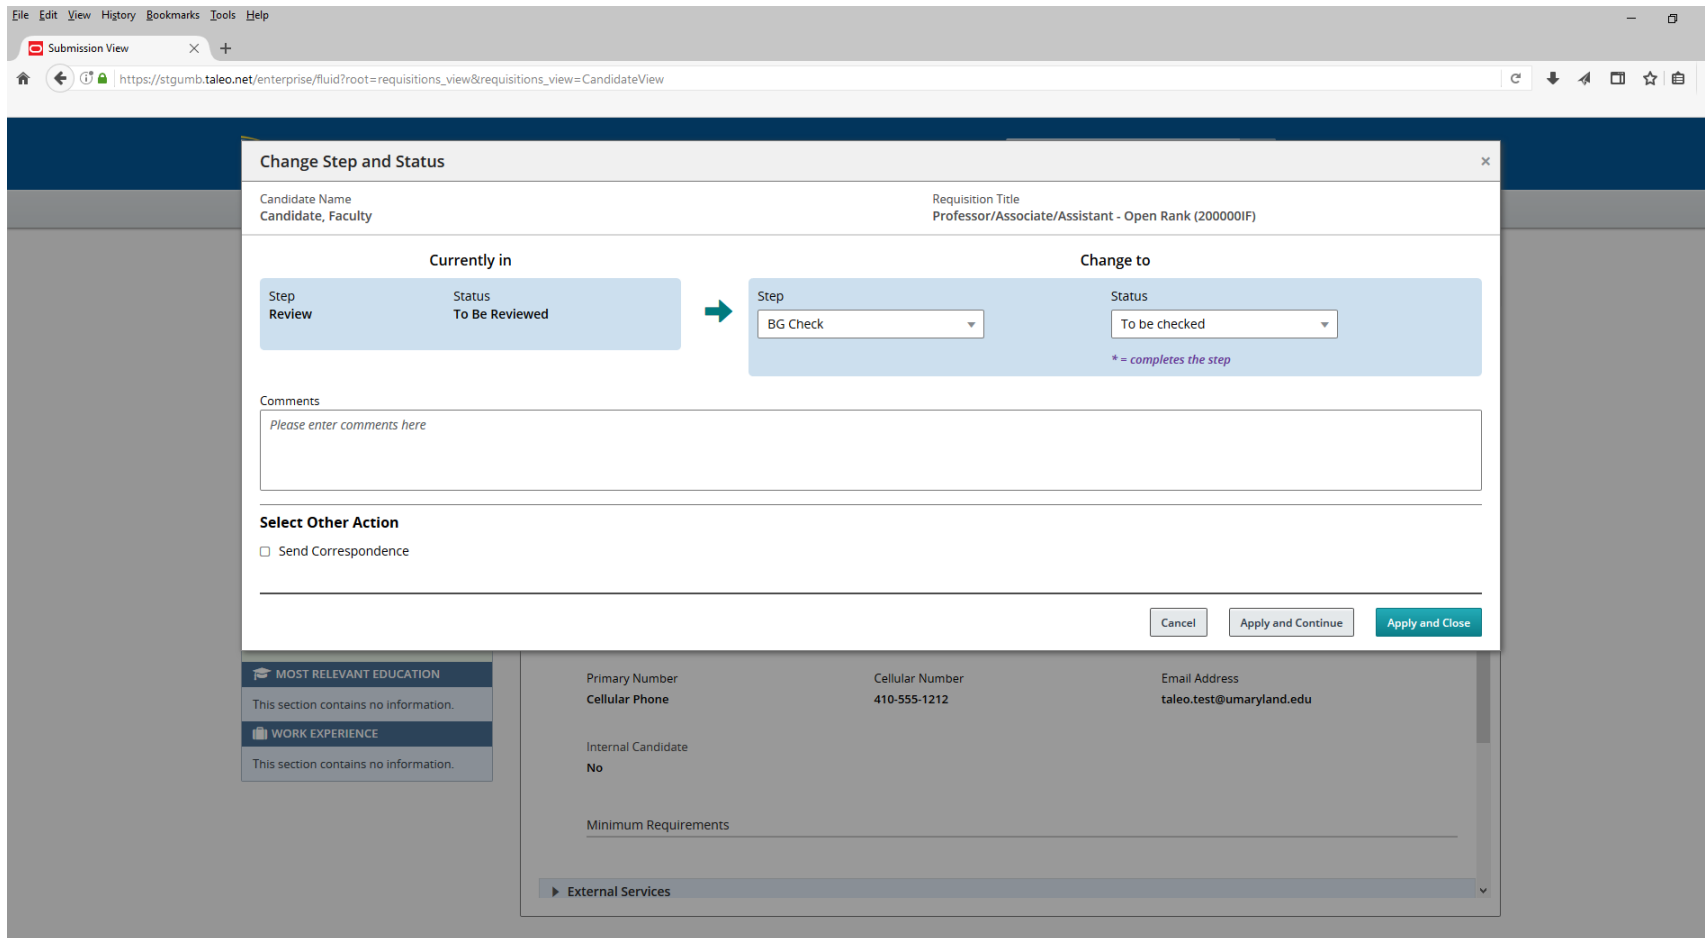 File Edit View History Bookmarks Tools Help
Submission View
https://stgumb.taleo.net/enterprise/fluid?root=requisitions_view&requisitions_view=CandidateView
Change Step and Status
Candidate Name
Candidate, Faculty
Requisition Title
Professor/Associate/Assistant - Open Rank (200000IF)
Currently in
Step
Review
Status
To Be Reviewed
Change to
Step
BG Check
Status
To be checked
* = completes the step
Comments
Please enter comments here
Select Other Action
Send Correspondence
Cancel
Apply and Continue
Apply and Close
MOST RELEVANT EDUCATION
This section contains no information.
WORK EXPERIENCE
This section contains no information.
Primary Number
Cellular Phone
Cellular Number
410-555-1212
Email Address
taleo.test@umaryland.edu
Internal Candidate
No
Minimum Requirements
External Services